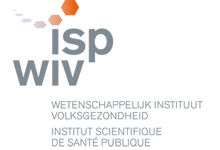 isp
wiv
WETENSCHAPPELIJK INSTITUUT
VOLKSGEZONDHEID
INSTITUT SCIENTIFIQUE
DE SANTÉ PUBLIQUE